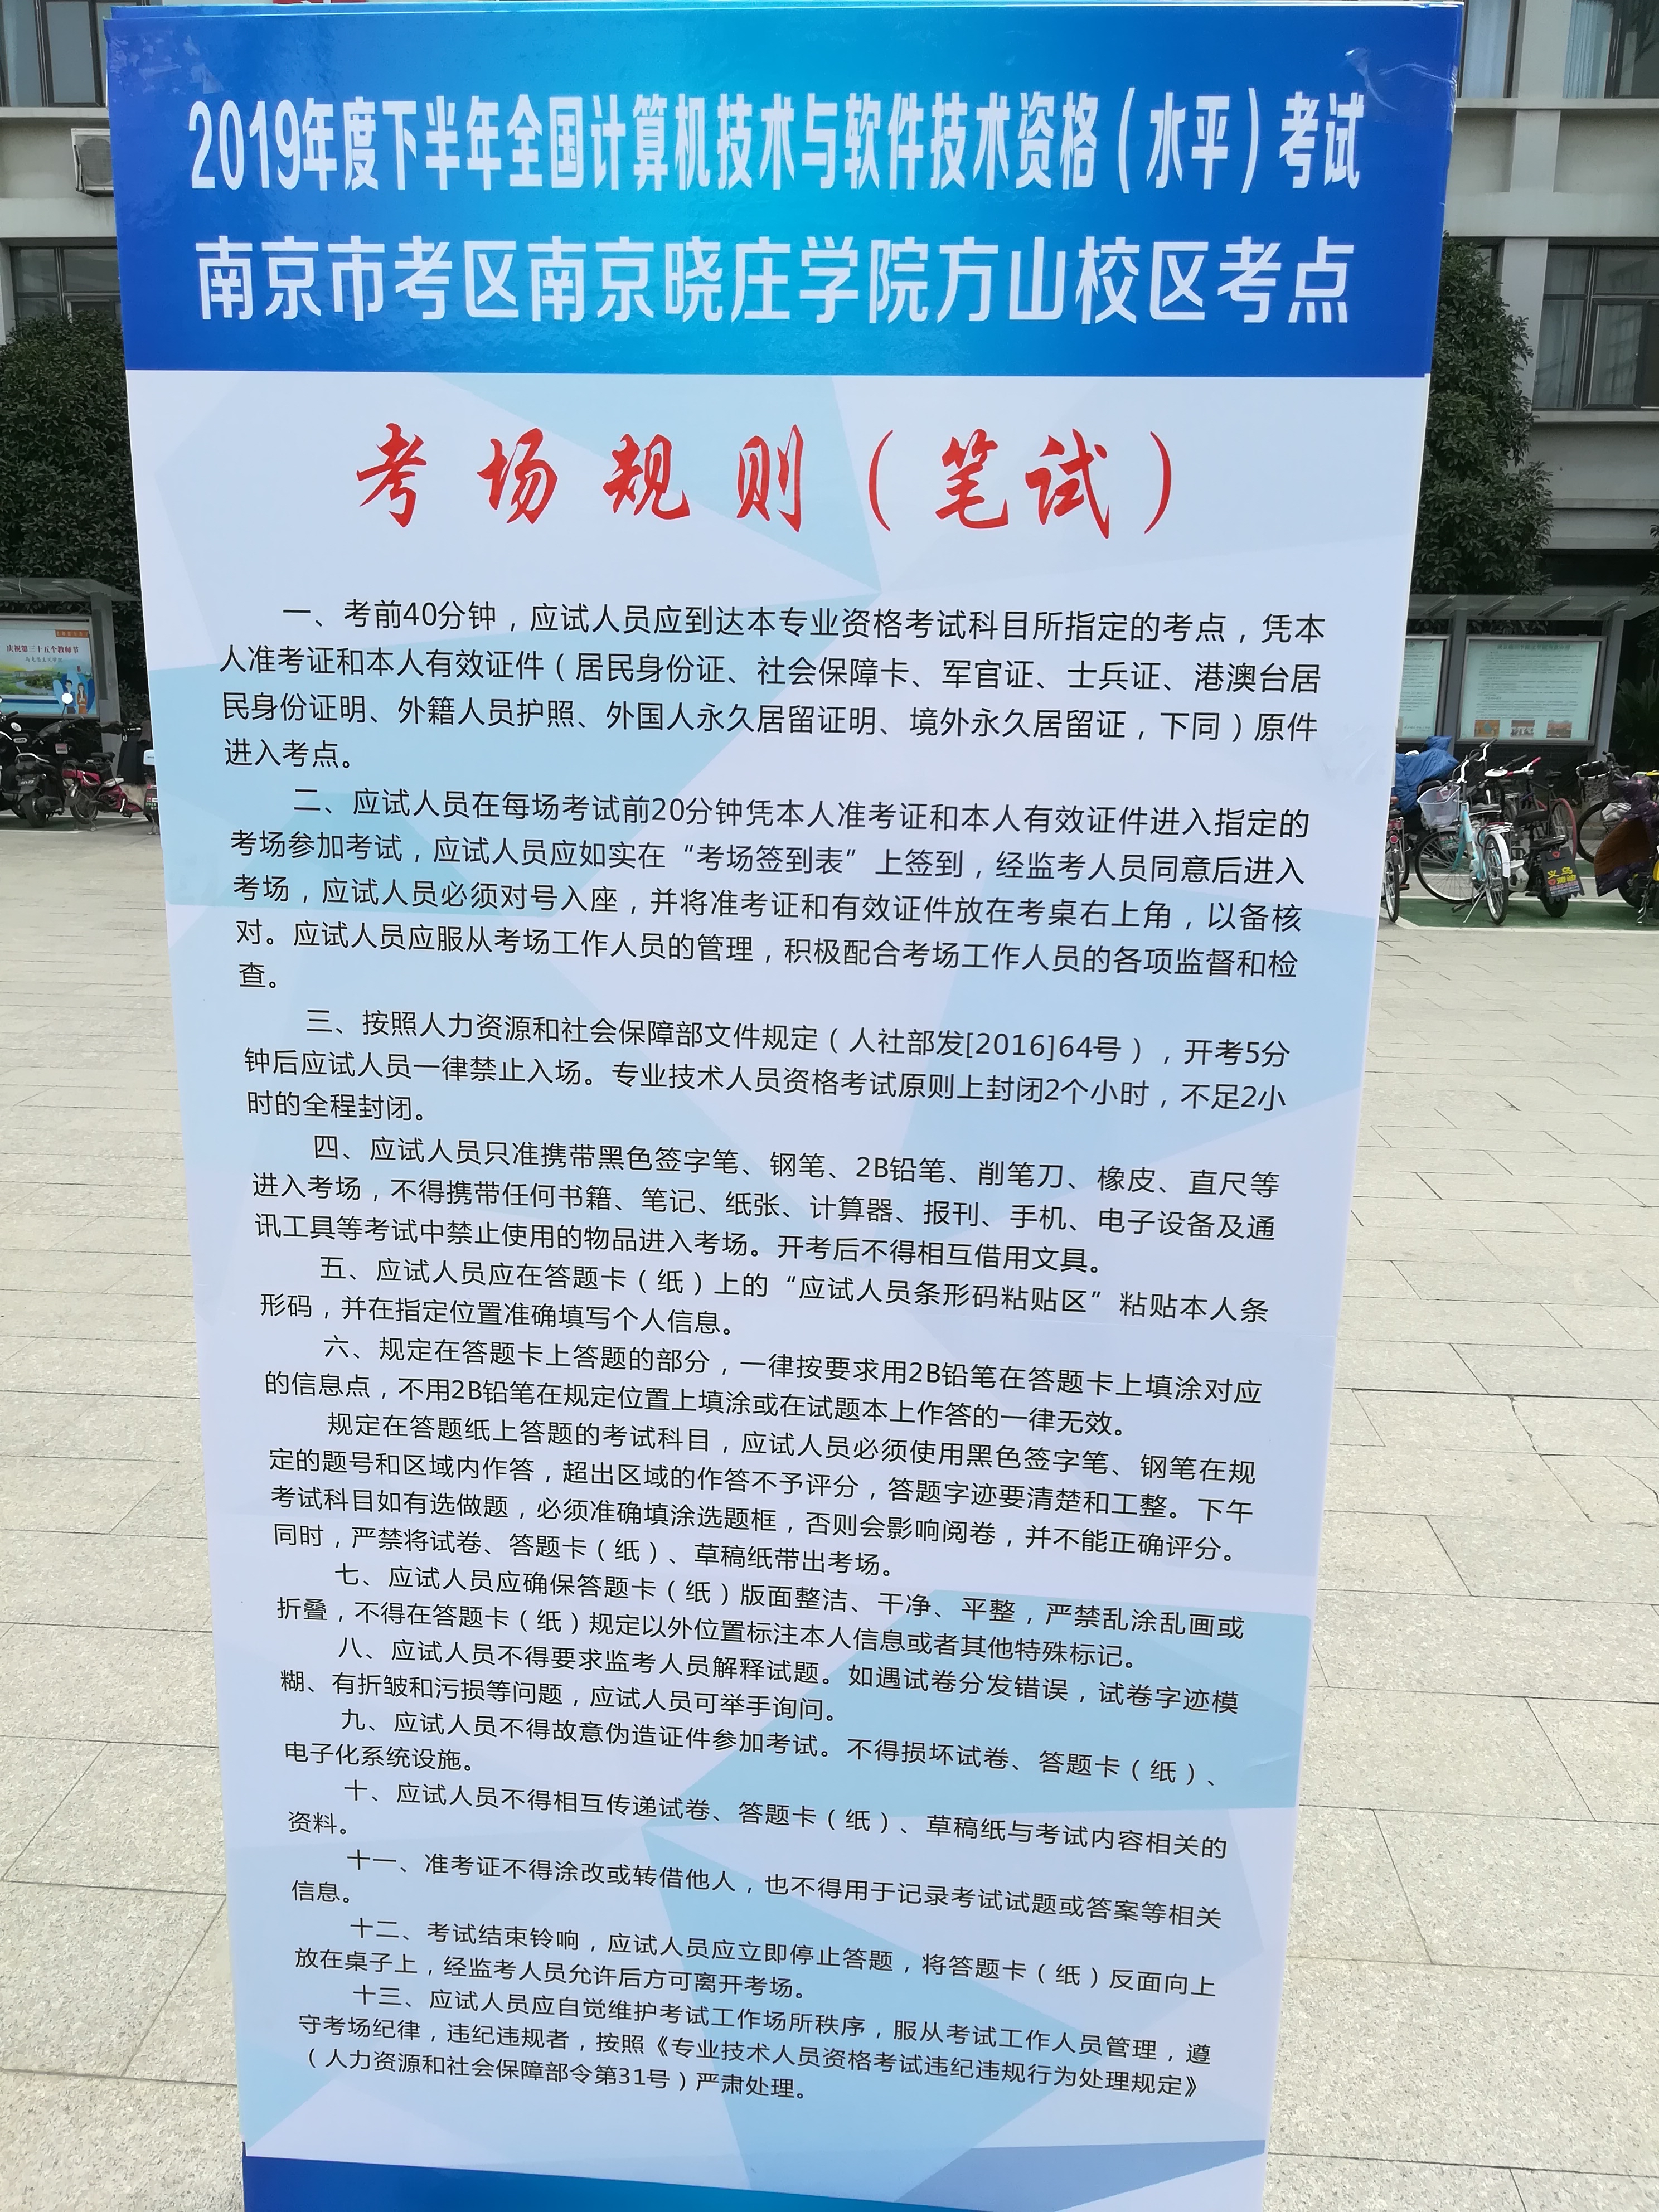 2019年度下半年全国计算机技术与软件技术资格（水平）考试
南京市考区南京晓庄学院方山校区考点
考场规则（笔试）
一、考前40分钟，应试人员应到达本专业资格考试科目所指定的考点，凭本
人准考证和本人有效证件（居民身份证、社会保障卡、军官证、士兵证、港澳台居
民身份证明、外籍人员护照、外国人永久居留证明、境外永久居留证，下同）原件
进入考点。
二、应试人员在每场考试前20分钟凭本人准考证和本人有效证件进入指定的
考场参加考试，应试人员应如实在“考场签到表”上签到，经监考人员同意后进入
考场，应试人员必须对号入座，并将准考证和有效证件放在考桌右上角，以备核
对。应试人员应服从考场工作人员的管理，积极配合考场工作人员的各项监督和检
查。
三、按照人力资源和社会保障部文件规定（人社部发[2016]64号），开考5分
钟后应试人员一律禁止入场。专业技术人员资格考试原则上封闭2个小时，不足2小
时的全程封闭。
四、应试人员只准携带黑色签字笔、钢笔、2B铅笔、削笔刀、橡皮、直尺等
进入考场，不得携带任何书籍、笔记、纸张、计算器、报刊、手机、电子设备及通
讯工具等考试中禁止使用的物品进入考场。开考后不得相互借用文具。
五、应试人员应在答题卡（纸）上的“应试人员条形码粘贴区”粘贴本人条
形码，并在指定位置准确填写个人信息。
六、规定在答题卡上答题的部分，一律按要求用2B铅笔在答题卡上填涂对应
的信息点，不用2B铅笔在规定位置上填涂或在试题本上作答的一律无效。
规定在答题纸上答题的考试科目，应试人员必须使用黑色签字笔、钢笔在规
定的题号和区域内作答，超出区域的作答不予评分，答题字迹要清楚和工整。下午
考试科目如有选做题，必须准确填涂选题框，否则会影响阅卷，并不能正确评分。
同时，严禁将试卷、答题卡（纸）、草稿纸带出考场。
七、应试人员应确保答题卡（纸）版面整洁、干净、平整，严禁乱涂乱画或
折叠，不得在答题卡（纸）规定以外位置标注本人信息或者其他特殊标记。
八、应试人员不得要求监考人员解释试题。如遇试卷分发错误，试卷字迹模
糊、有折皱和污损等问题，应试人员可举手询问。
九、应试人员不得故意伪造证件参加考试。不得损坏试卷、答题卡（纸）、
电子化系统设施。
十、应试人员不得相互传递试卷、答题卡（纸）、草稿纸与考试内容相关的
资料。
十一、准考证不得涂改或转借他人，也不得用于记录考试试题或答案等相关
信息。
十二、考试结束铃响，应试人员应立即停止答题，将答题卡（纸）反面向上
放在桌子上，经监考人员允许后方可离开考场。
十三、应试人员应自觉维护考试工作场所秩序，服从考试工作人员管理，遵
守考场纪律，违纪违规者，按照《专业技术人员资格考试违纪违规行为处理规定》
（人力资源和社会保障部令第31号）严肃处理。
庆祝第三十五个教师节
义乌